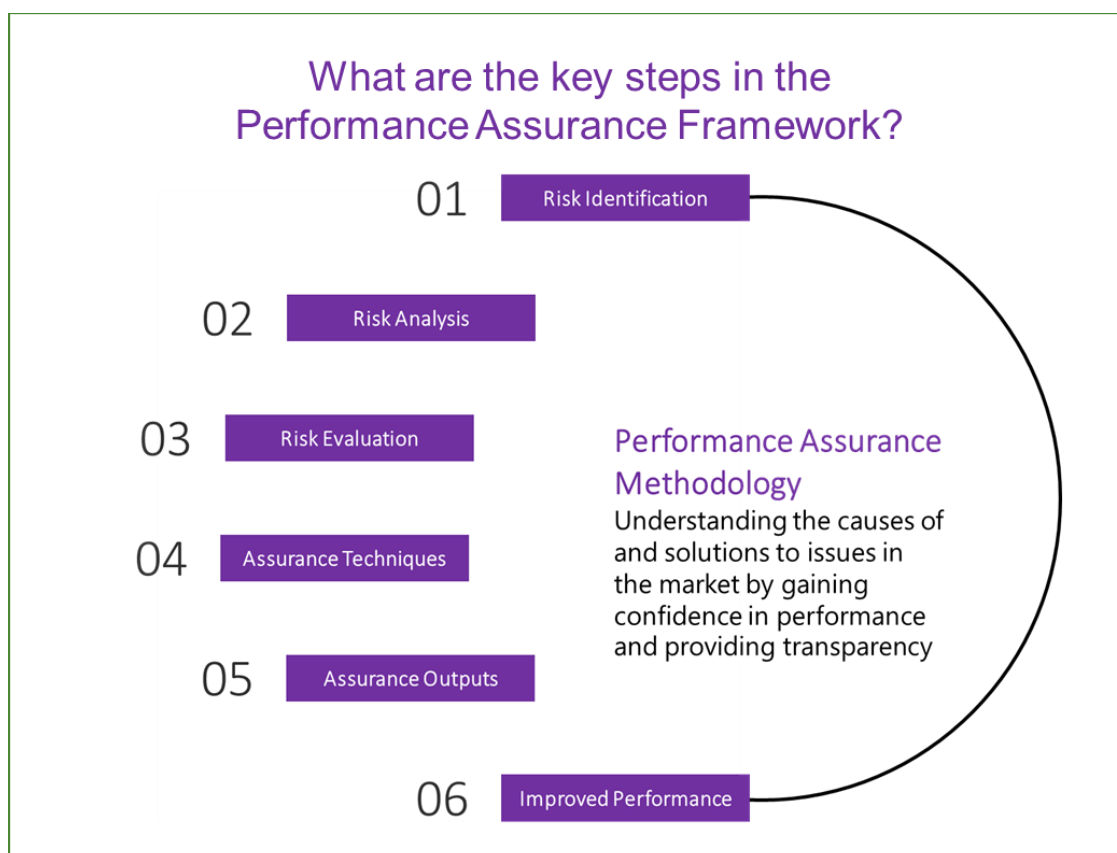 What are the key steps in the
Performance Assurance Framework?
01 Risk Identification
02 Risk Analysis
03 Risk Evaluation
04 Assurance Techniques
05 Assurance Outputs
06 Improved Performance
Performance Assurance
Methodology
Understanding the causes of
and solutions to issues in
the market by gaining
confidence in performance
and providing transparency